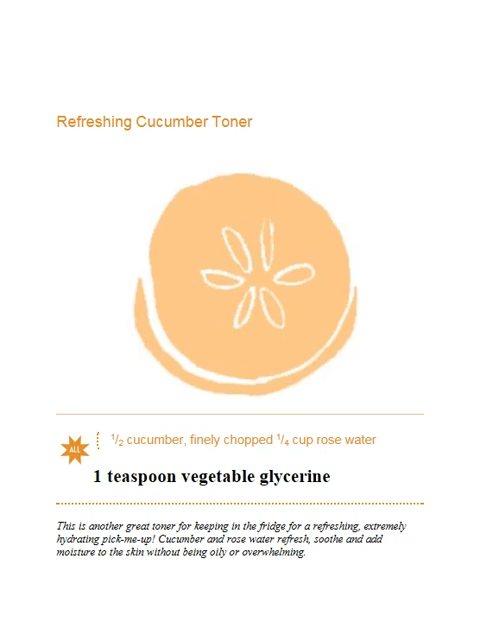 Refreshing Cucumber Toner
ALL
1/2 cucumber, finely chopped 1/4 cup rose water
1 teaspoon vegetable glycerine
This is another great toner for keeping in the fridge for a refreshing, extremely
hydrating pick-me-up! Cucumber and rose water refresh, soothe and add
moisture to the skin without being oily or overwhelming.